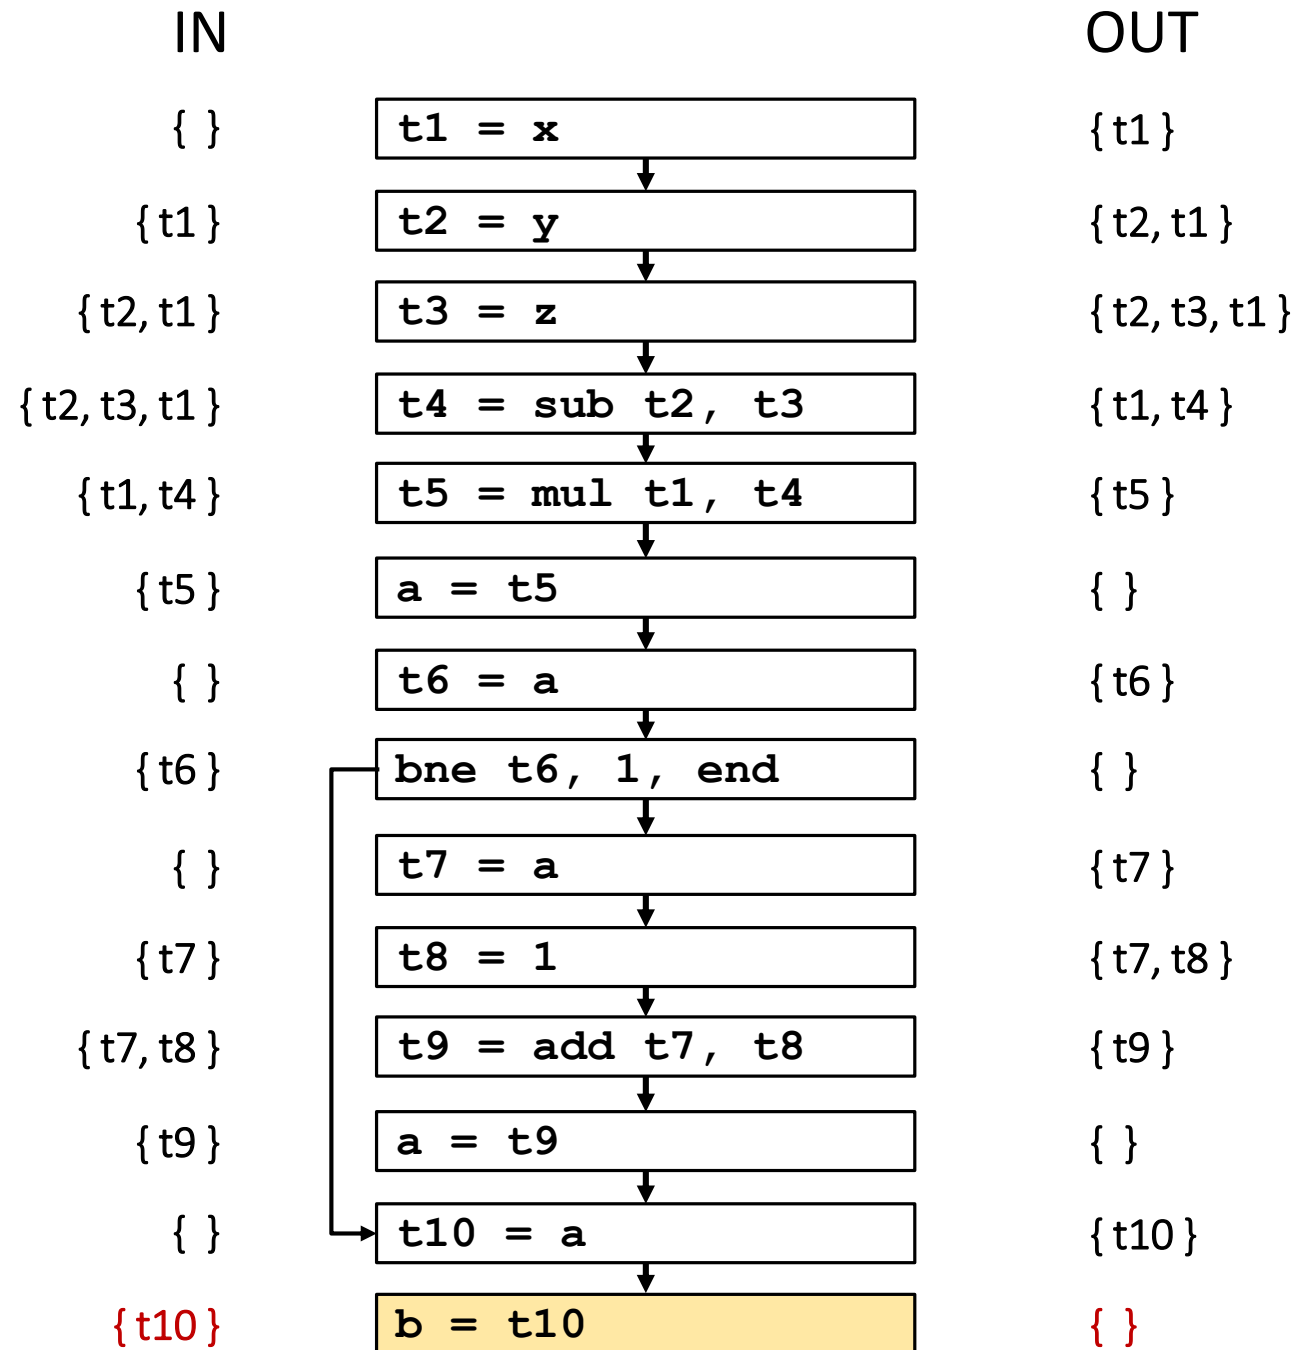 IN OUT
{ } t1 = x { t1 }
{ t1 } t2 = y { t2, t1 }
{ t2, t1 } t3 = z { t2, t3, t1 }
{ t2, t3, t1 } t4 = sub t2, t3 { t1, t4 }
{ t1, t4 } t5 = mul t1, t4 { t5 }
{ t5 } a = t5 { }
{ } t6 = a { t6 }
{ t6 } bne t6, 1, end { }
{ } t7 = a { t7 }
{ t7 } t8 = 1 { t7, t8 }
{ t7, t8 } t9 = add t7, t8 { t9 }
{ t9 } a = t9 { }
{ } t10 = a { t10 }
{ t10 } b = t10 { }